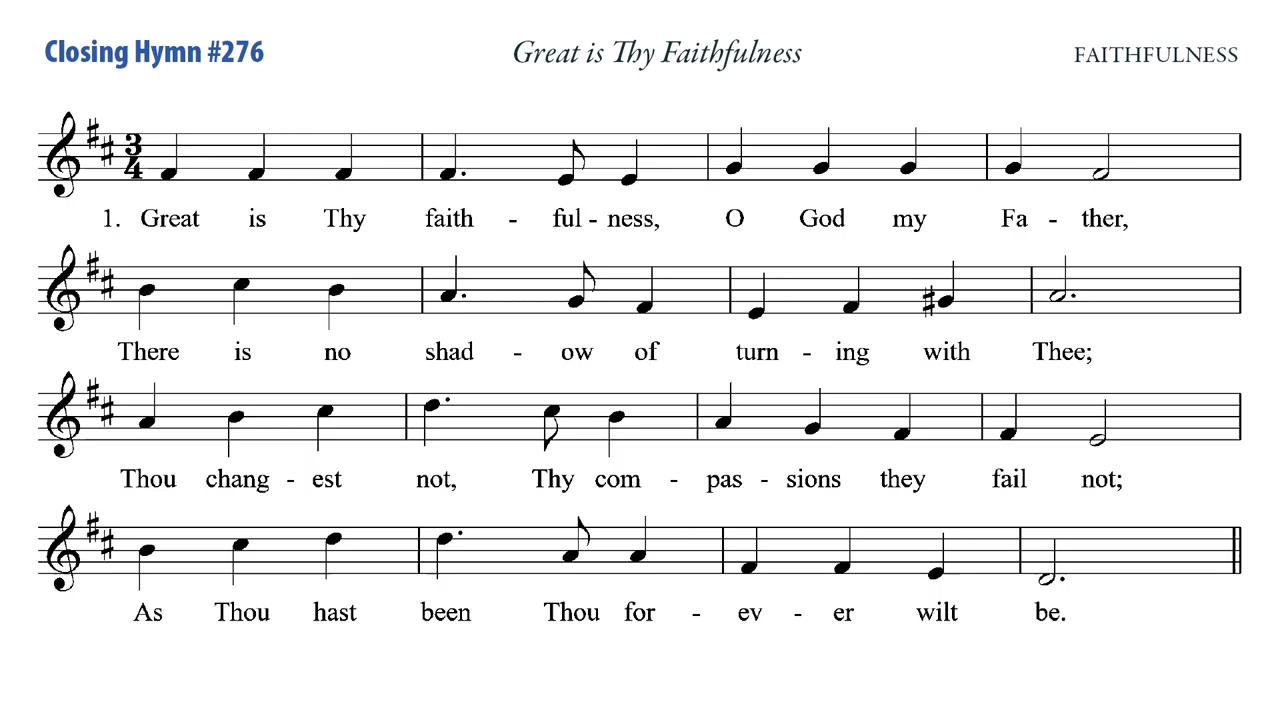 Closing Hymn #276 Great is Thy Faithfulness FAITHFULNESS
3
4
1. Great is Thy faith - ful - ness, O God my Fa - ther,
There is no shad - ow of turn - ing with Thee;
Thou chang - est not, Thy com - pas - sions they fail not;
As Thou hast been Thou for - ev - er wilt be.